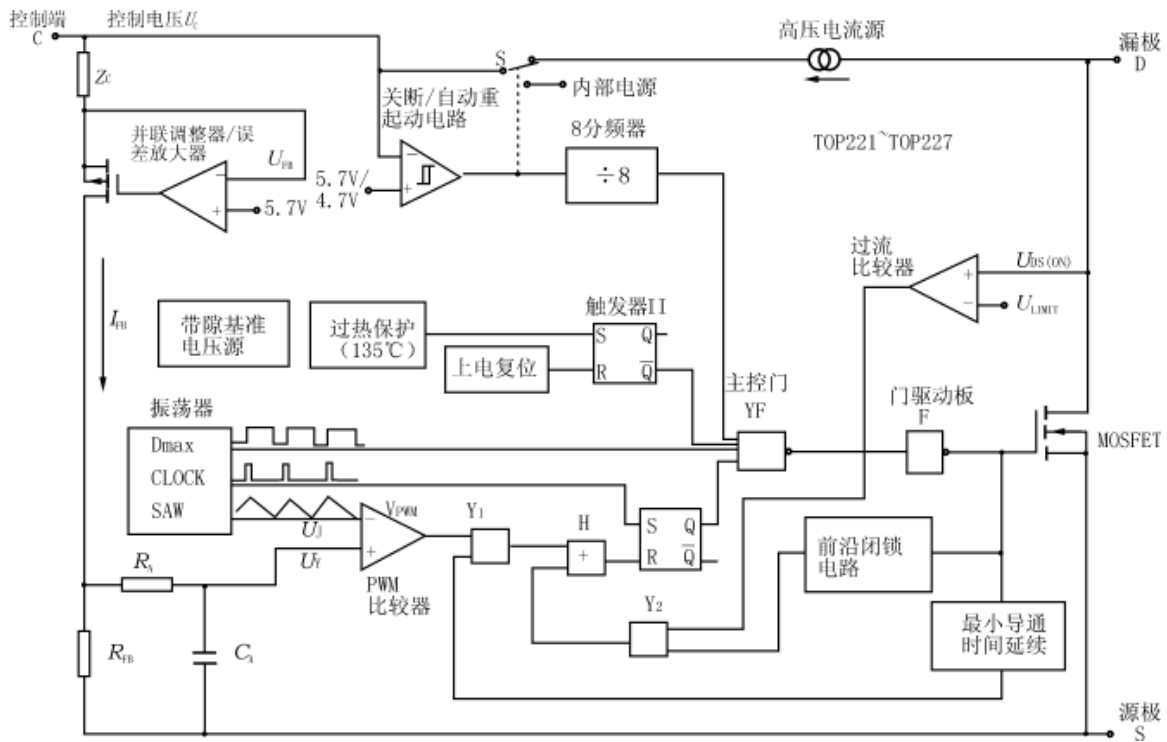 控制端
C
控制电压Uc
高压电流源
漏极
D
S
内部电源
ZC
关断/自动重
起动电路
8分频器
÷8
TOP221~TOP227
并联调整器/误
差放大器
UFB
−
+
5.7V
5.7V/
4.7V
−
+
过流
比较器
+
−
UDS(ON)
ULIMIT
IFB
带隙基准
电压源
过热保护
(135℃)
触发器II
S Q
R Q̅
上电复位
主控门
YF
门驱动板
F
MOSFET
振荡器
Dmax
CLOCK
SAW
VPWM
−
+
UJ
UY
PWM
比较器
Y1
H
+
S Q
R Q̅
前沿闭锁
电路
Y2
最小导通
时间延续
RA
RFB
CA
源极
S